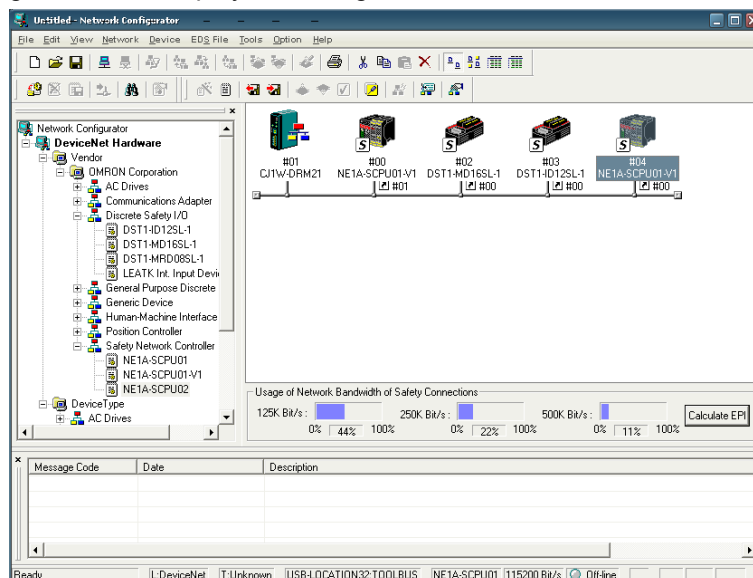 Untitled - Network Configurator
File Edit View Network Device EDS File Tools Option Help
Network Configurator
DeviceNet Hardware
Vendor
OMRON Corporation
AC Drives
Communications Adapter
Discrete Safety I/O
DST1-ID12SL-1
DST1-MD16SL-1
DST1-MRD08SL-1
LEATK Int. Input Devi
General Purpose Discrete
Generic Device
Human-Machine Interface
Position Controller
Safety Network Controller
NE1A-SCPU01
NE1A-SCPU01-V1
NE1A-SCPU02
DeviceType
AC Drives
S S S S
#01 #00 #02 #03 #04
CJ1W-DRM21 NE1A-SCPU01-V1 DST1-MD16SL-1 DST1-ID12SL-1 NE1A-SCPU01-V1
#01 #00 #00 #00
Usage of Network Bandwidth of Safety Connections
125K Bit/s : 250K Bit/s : 500K Bit/s : Calculate EPI
0% 44% 100% 0% 22% 100% 0% 11% 100%
Message Code Date Description
Ready L:DeviceNet T:Unknown USB-LOCATION32:TOOLBUS NE1A-SCPU01 115200 Bit/s Off-line